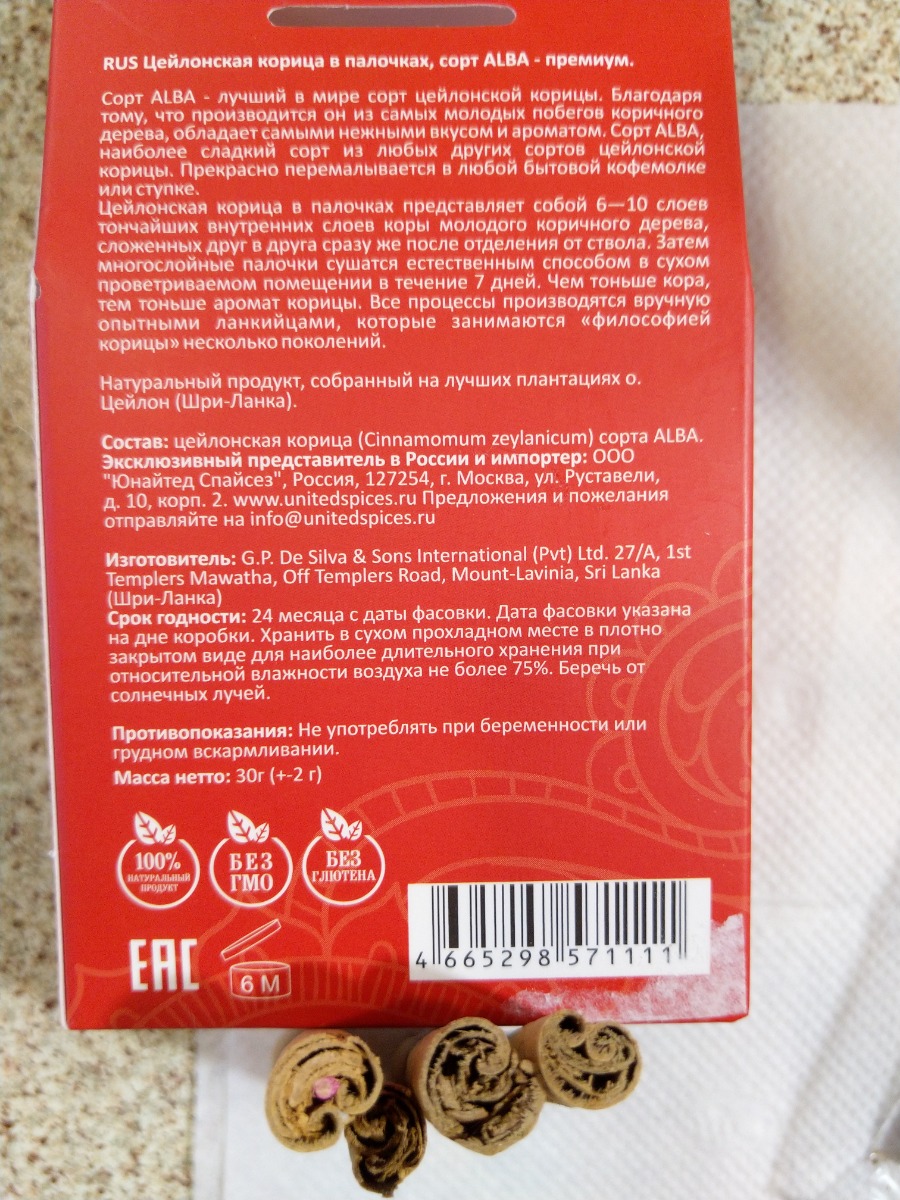 RUS Цейлонская корица в палочках, сорт ALBA - премиум.
Сорт ALBA - лучший в мире сорт цейлонской корицы. Благодаря
тому, что производится он из самых молодых побегов коричного
дерева, обладает самыми нежными вкусом и ароматом. Сорт ALBA,
наиболее сладкий сорт из любых других сортов цейлонской
корицы. Прекрасно перемалывается в любой бытовой кофемолке
или ступке.
Цейлонская корица в палочках представляет собой 6—10 слоев
тончайших внутренних слоев коры молодого коричного дерева,
сложенных друг в друга сразу же после отделения от ствола. Затем
многослойные палочки сушатся естественным способом в сухом
проветриваемом помещении в течение 7 дней. Чем тоньше кора,
тем тоньше аромат корицы. Все процессы производятся вручную
опытными ланкийцами, которые занимаются «философией
корицы» несколько поколений.
Натуральный продукт, собранный на лучших плантациях о.
Цейлон (Шри-Ланка).
Состав: цейлонская корица (Cinnamomum zeylanicum) сорта ALBA.
Эксклюзивный представитель в России и импортер: ООО
"Юнайтед Спайсез", Россия, 127254, г. Москва, ул. Руставели,
д. 10, корп. 2. www.unitedspices.ru Предложения и пожелания
отправляйте на info@unitedspices.ru
Изготовитель: G.P. De Silva & Sons International (Pvt) Ltd. 27/A, 1st
Templers Mawatha, Off Templers Road, Mount-Lavinia, Sri Lanka
(Шри-Ланка)
Срок годности: 24 месяца с даты фасовки. Дата фасовки указана
на дне коробки. Хранить в сухом прохладном месте в плотно
закрытом виде для наиболее длительного хранения при
относительной влажности воздуха не более 75%. Беречь от
солнечных лучей.
Противопоказания: Не употреблять при беременности или
грудном вскармливании.
Масса нетто: 30г (+-2 г)
100%
НАТУРАЛЬНЫЙ
ПРОДУКТ
БЕЗ
ГМО
БЕЗ
ГЛЮТЕНА
EAC
6 M
4 665298 571111